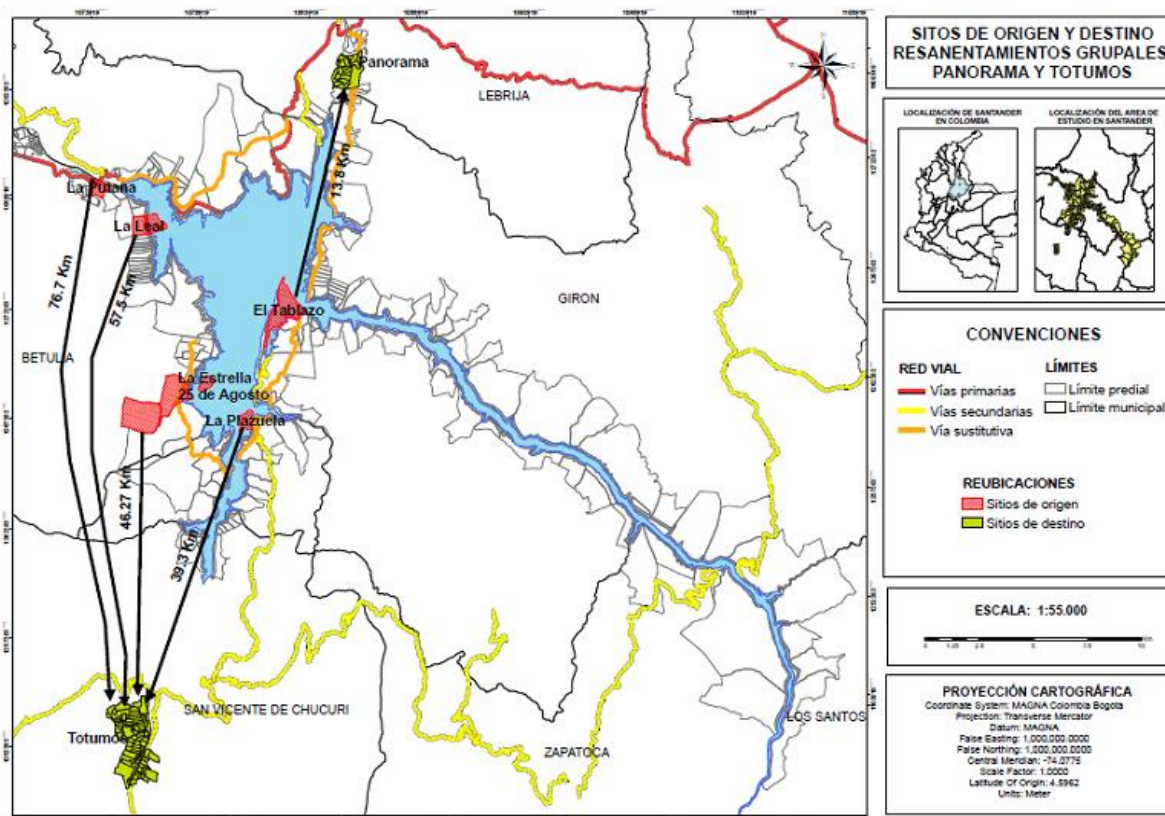 SITOS DE ORIGEN Y DESTINO
RESANENTAMIENTOS GRUPALES
PANORAMA Y TOTUMOS
LOCALIZACIÓN DE SANTANDER
EN COLOMBIA
LOCALIZACIÓN DEL AREA DE
ESTUDIO EN SANTANDER
CONVENCIONES
RED VIAL
Vías primarias
Vías secundarias
Vía sustitutiva
LÍMITES
Límite predial
Límite municipal
REUBICACIONES
Sitios de origen
Sitios de destino
ESCALA: 1:55.000
PROYECCIÓN CARTOGRÁFICA
Coordinate System: MAGNA Colombia Bogota
Projection: Transverse Mercator
Datum: MAGNA
False Easting: 1,000,000.0000
False Northing: 1,000,000.0000
Central Meridian: -74.0775
Scale Factor: 1.0000
Latitude Of Origin: 4.5962
Units: Meter
Panorama
LEBRIJA
La Putana
13.8 Km
La Leal
76.7 Km
57.5 Km
GIRON
El Tablazo
BETULIA
La Estrella
25 de Agosto
La Plazuela
46.27 Km
39.3 Km
SAN VICENTE DE CHUCURI
LOS SANTOS
Totumos
ZAPATOCA